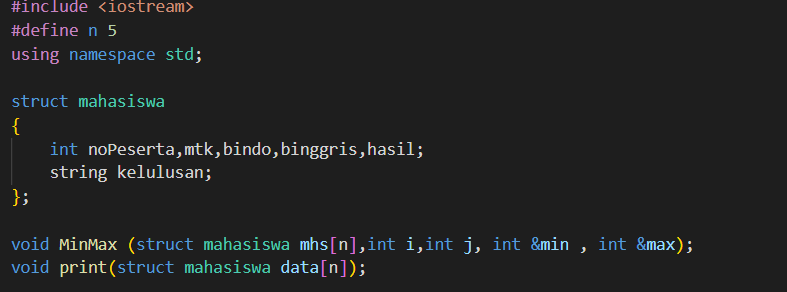 #include <iostream>
#define n 5
using namespace std;
struct mahasiswa
{
int noPeserta,mtk,bindo,binggris,hasil;
string kelulusan;
};
void MinMax (struct mahasiswa mhs[n],int i,int j, int &min , int &max);
void print(struct mahasiswa data[n]);